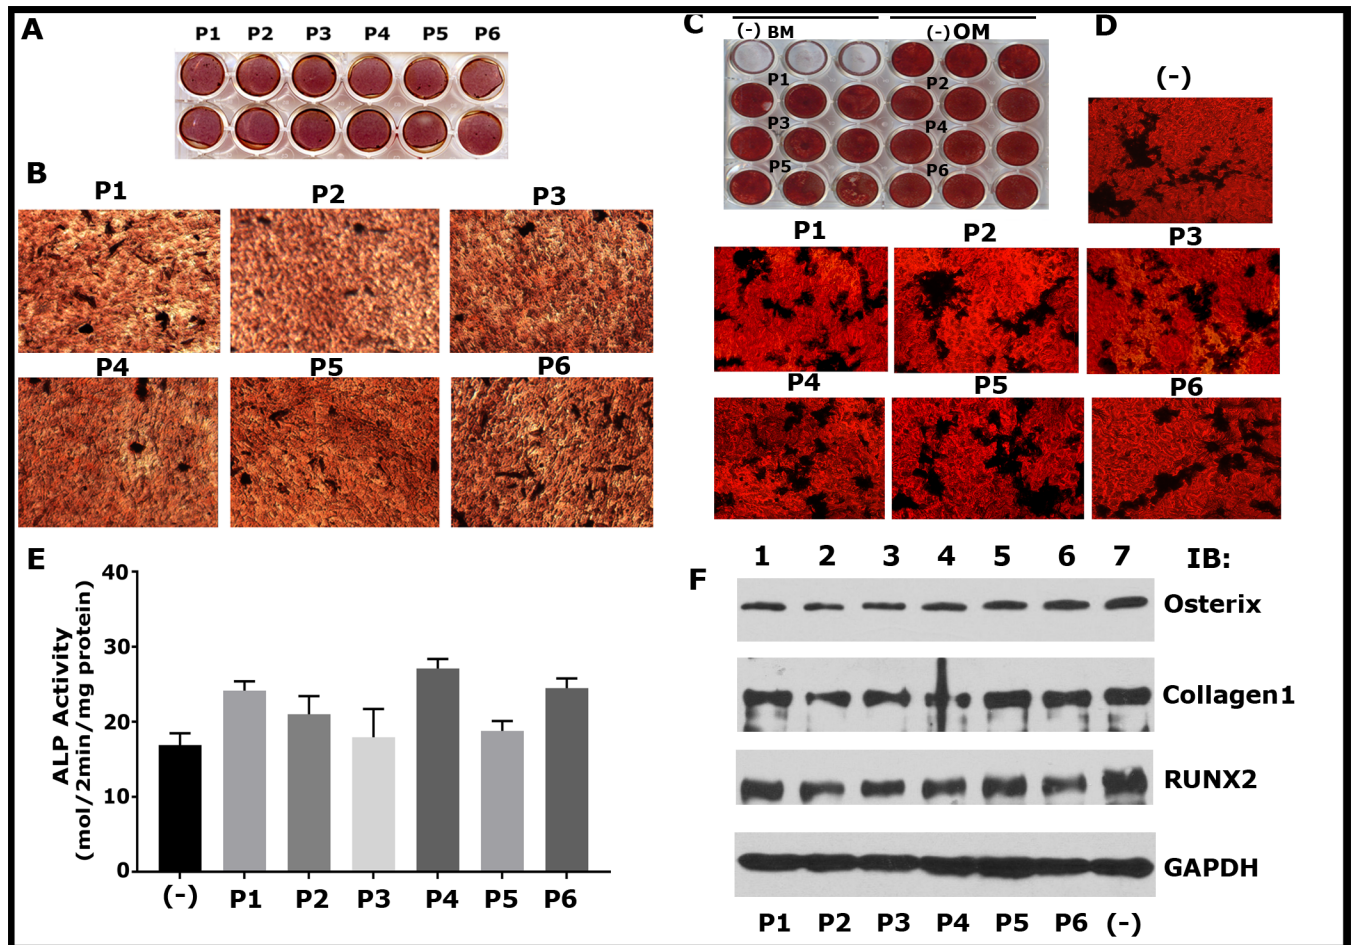 A
P1 P2 P3 P4 P5 P6
B
P1 P2 P3
P4 P5 P6
C
(-) BM (-) OM
P1 P2
P3 P4
P5 P6
D
(-)
P1 P2 P3
P4 P5 P6
E
ALP Activity
(mol/2min/mg protein)
40
30
20
10
0
(-) P1 P2 P3 P4 P5 P6
F
1 2 3 4 5 6 7 IB:
Osterix
Collagen1
RUNX2
GAPDH
P1 P2 P3 P4 P5 P6 (-)